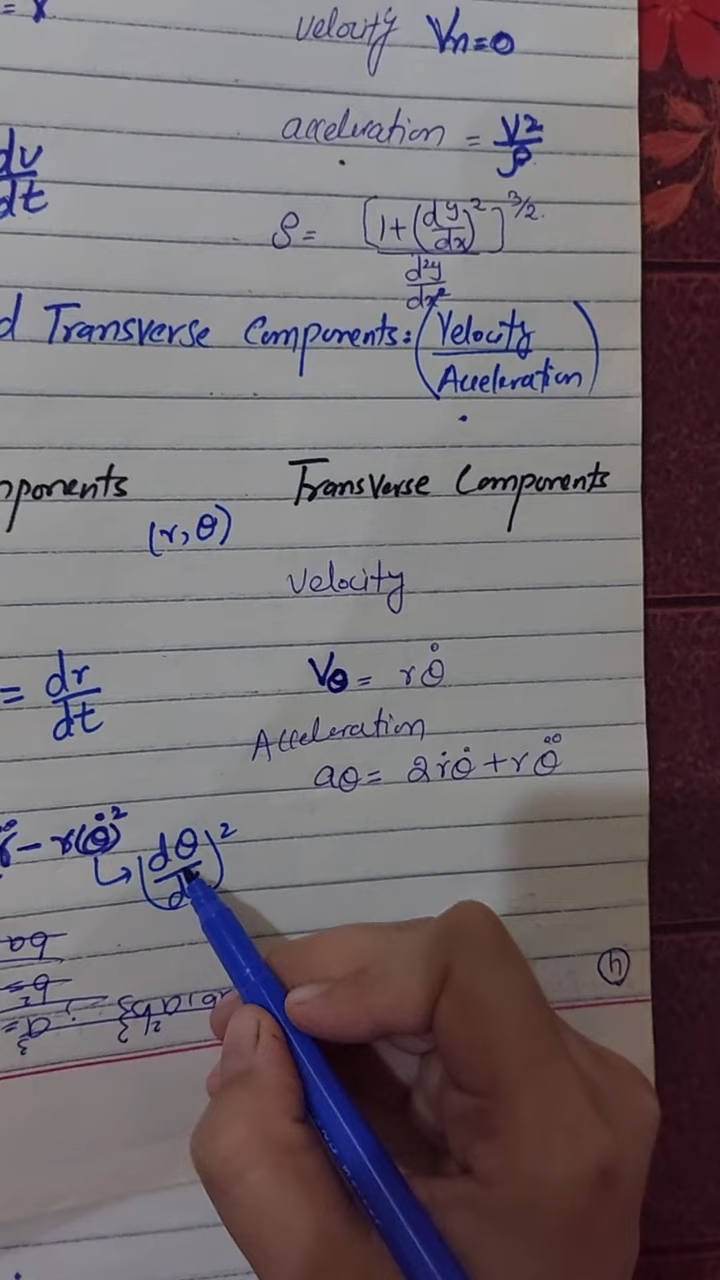 = x
velocity Vn=0
dv/dt
acceleration = V2/ρ
ρ = [1+(dy/dx)²]^3/2 / d²y/dx²
d Transverse Components: (Velocity/Acceleration)
ponents Transverse Components
(r, θ)
velocity
= dr/dt
Vθ = rθ̇
Acceleration
aθ = 2ṙθ̇ + rθ̈
r̈ - r(θ̇)²
↳ (dθ/d)²